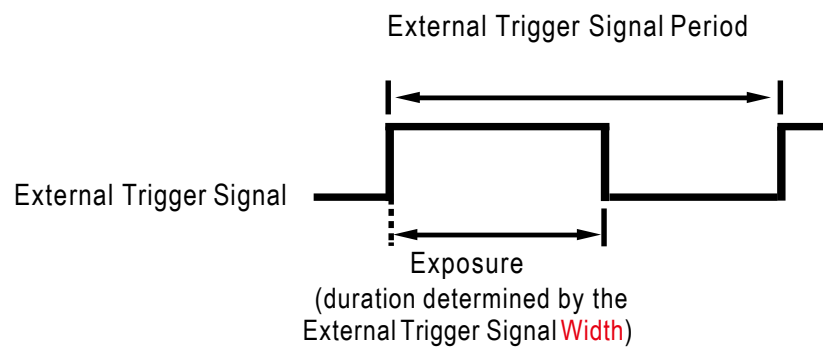 External Trigger Signal Period
External Trigger Signal
Exposure
(duration determined by the
External Trigger Signal Width)